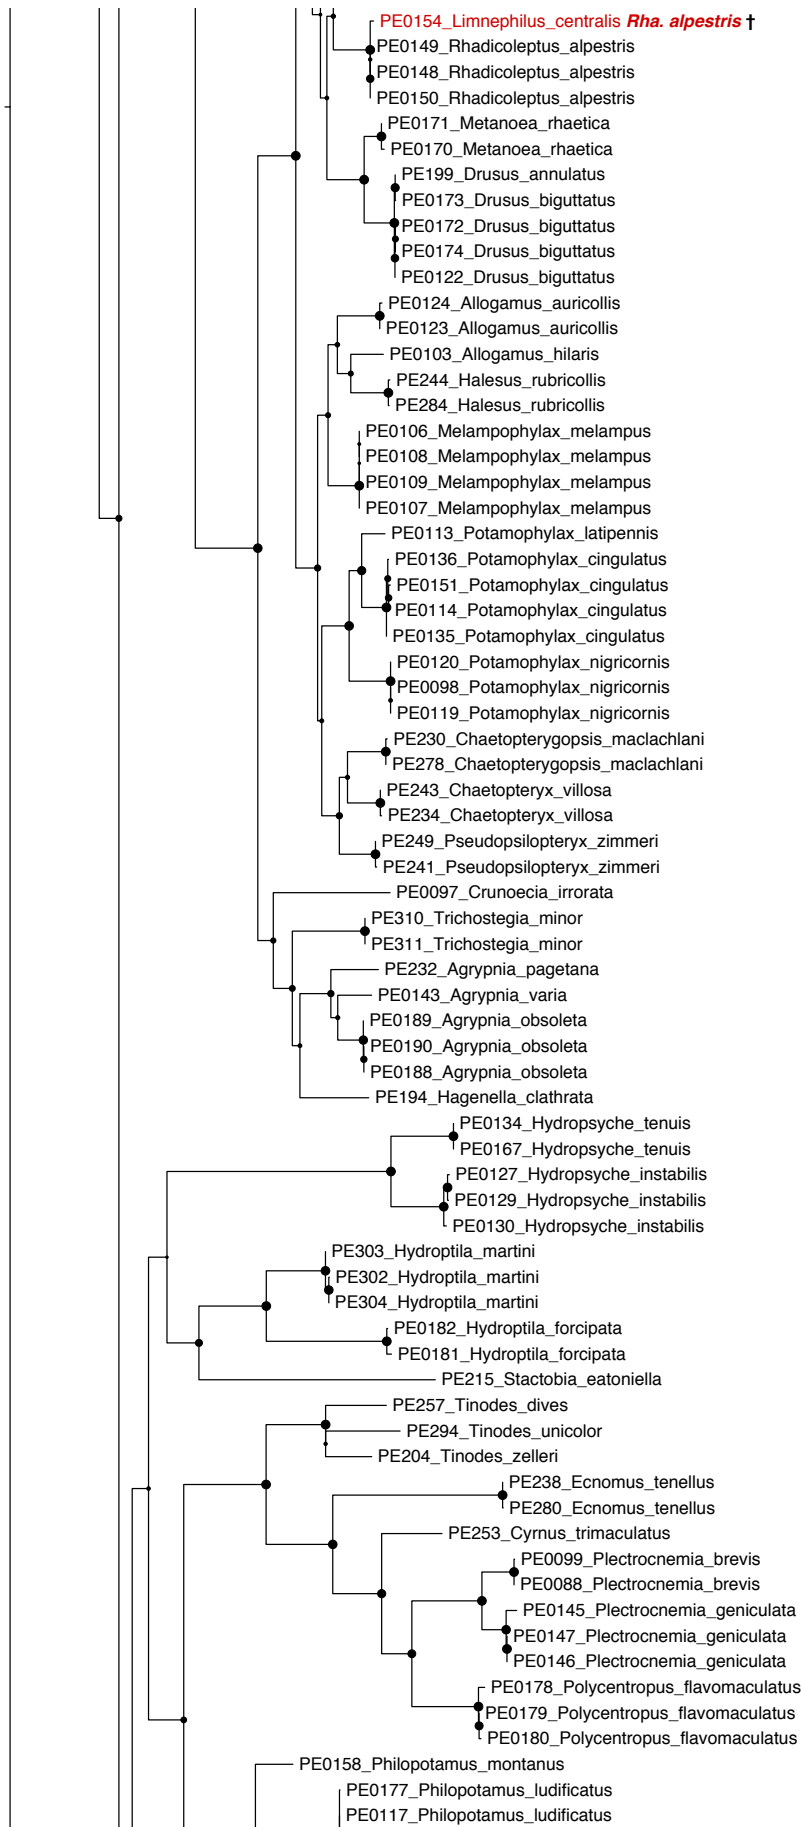 PE0154_Limnephilus_centralis Rha. alpestris †
PE0149_Rhadicoleptus_alpestris
PE0148_Rhadicoleptus_alpestris
PE0150_Rhadicoleptus_alpestris
PE0171_Metanoea_rhaetica
PE0170_Metanoea_rhaetica
PE199_Drusus_annulatus
PE0173_Drusus_biguttatus
PE0172_Drusus_biguttatus
PE0174_Drusus_biguttatus
PE0122_Drusus_biguttatus
PE0124_Allogamus_auricollis
PE0123_Allogamus_auricollis
PE0103_Allogamus_hilaris
PE244_Halesus_rubricollis
PE284_Halesus_rubricollis
PE0106_Melampophylax_melampus
PE0108_Melampophylax_melampus
PE0109_Melampophylax_melampus
PE0107_Melampophylax_melampus
PE0113_Potamophylax_latipennis
PE0136_Potamophylax_cingulatus
PE0151_Potamophylax_cingulatus
PE0114_Potamophylax_cingulatus
PE0135_Potamophylax_cingulatus
PE0120_Potamophylax_nigricornis
PE0098_Potamophylax_nigricornis
PE0119_Potamophylax_nigricornis
PE230_Chaetopterygopsis_maclachlani
PE278_Chaetopterygopsis_maclachlani
PE243_Chaetopteryx_villosa
PE234_Chaetopteryx_villosa
PE249_Pseudopsilopteryx_zimmeri
PE241_Pseudopsilopteryx_zimmeri
PE0097_Crunoecia_irrorata
PE310_Trichostegia_minor
PE311_Trichostegia_minor
PE232_Agrypnia_pagetana
PE0143_Agrypnia_varia
PE0189_Agrypnia_obsoleta
PE0190_Agrypnia_obsoleta
PE0188_Agrypnia_obsoleta
PE194_Hagenella_clathrata
PE0134_Hydropsyche_tenuis
PE0167_Hydropsyche_tenuis
PE0127_Hydropsyche_instabilis
PE0129_Hydropsyche_instabilis
PE0130_Hydropsyche_instabilis
PE303_Hydroptila_martini
PE302_Hydroptila_martini
PE304_Hydroptila_martini
PE0182_Hydroptila_forcipata
PE0181_Hydroptila_forcipata
PE215_Stactobia_eatoniella
PE257_Tinodes_dives
PE294_Tinodes_unicolor
PE204_Tinodes_zelleri
PE238_Ecnomus_tenellus
PE280_Ecnomus_tenellus
PE253_Cyrnus_trimaculatus
PE0099_Plectrocnemia_brevis
PE0088_Plectrocnemia_brevis
PE0145_Plectrocnemia_geniculata
PE0147_Plectrocnemia_geniculata
PE0146_Plectrocnemia_geniculata
PE0178_Polycentropus_flavomaculatus
PE0179_Polycentropus_flavomaculatus
PE0180_Polycentropus_flavomaculatus
PE0158_Philopotamus_montanus
PE0177_Philopotamus_ludificatus
PE0117_Philopotamus_ludificatus